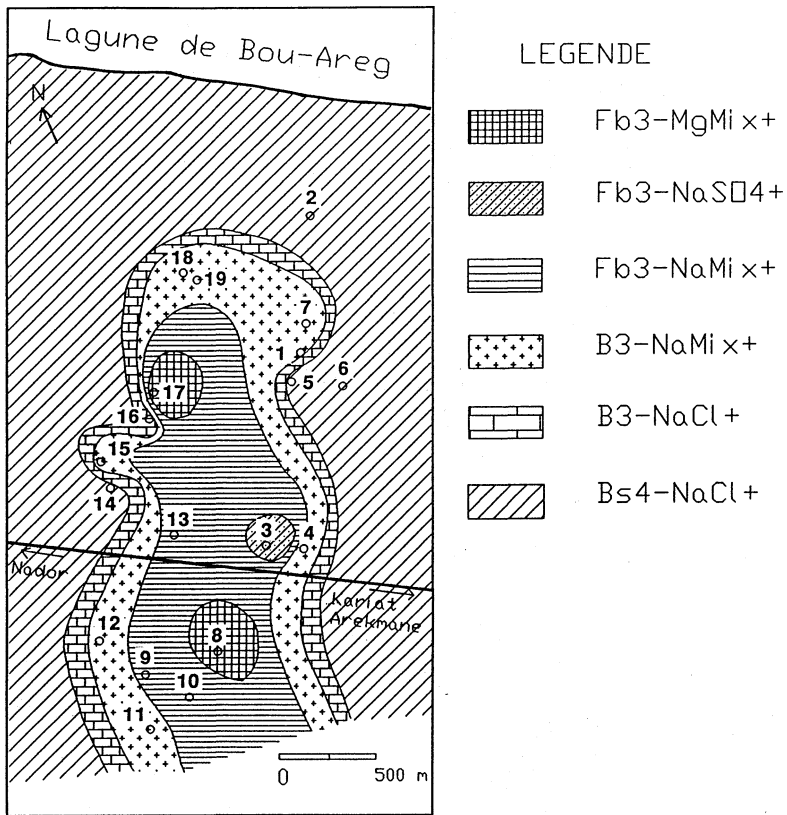 Lagune de Bou-Areg
N
2
18
19
7
1
6
5
17
16
15
14
13
3
4
Nador
Kariat
Arekmane
12
8
9
10
11
0 500 m
LEGENDE
Fb3-MgMix+
Fb3-NaSO4+
Fb3-NaMix+
B3-NaMix+
B3-NaCl+
Bs4-NaCl+